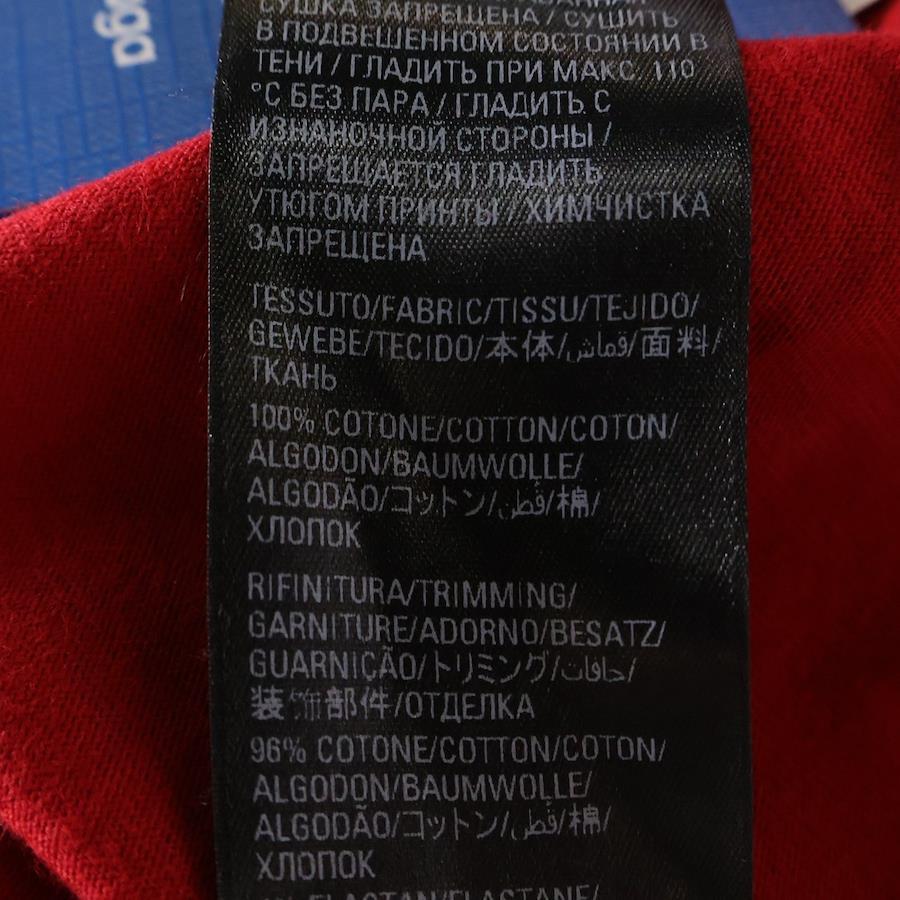 ga
СУШКА ЗАПРЕЩЕНА / СУШИТЬ
В ПОДВЕШЕННОМ СОСТОЯНИИ В
ТЕНИ / ГЛАДИТЬ ПРИ МАКС. 110
°C БЕЗ ПАРА / ГЛАДИТЬ С
ИЗНАНОЧНОЙ СТОРОНЫ /
ЗАПРЕЩАЕТСЯ ГЛАДИТЬ
УТЮГОМ ПРИНТЫ / ХИМЧИСТКА
ЗАПРЕЩЕНА
TESSUTO/FABRIC/TISSU/TEJIDO/
GEWEBE/TECIDO/本体/قماش/面料/
ТКАНЬ
100% COTONE/COTTON/COTON/
ALGODON/BAUMWOLLE/
ALGODÃO/コットン/قطن/棉/
ХЛОПОК
RIFINITURA/TRIMMING/
GARNITURE/ADORNO/BESATZ/
GUARNIÇÃO/トリミング/حافات/
装饰部件/ОТДЕЛКА
96% COTONE/COTTON/COTON/
ALGODON/BAUMWOLLE/
ALGODÃO/コットン/قطن/棉/
ХЛОПОК
ELASTAN/ELASTANE/